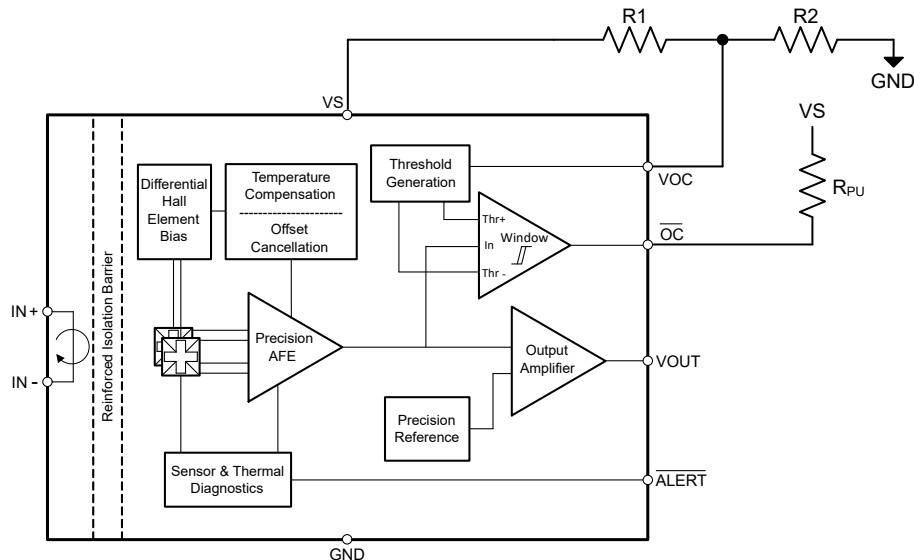 R1
R2
GND
VS
VS
Differential
Hall
Element
Bias
Temperature
Compensation
Offset
Cancellation
Threshold
Generation
VOC
RPU
Thr+
In
Window
Thr -
OC
Reinforced Isolation Barrier
IN +
IN -
Precision
AFE
Output
Amplifier
VOUT
Precision
Reference
Sensor & Thermal
Diagnostics
ALERT
GND